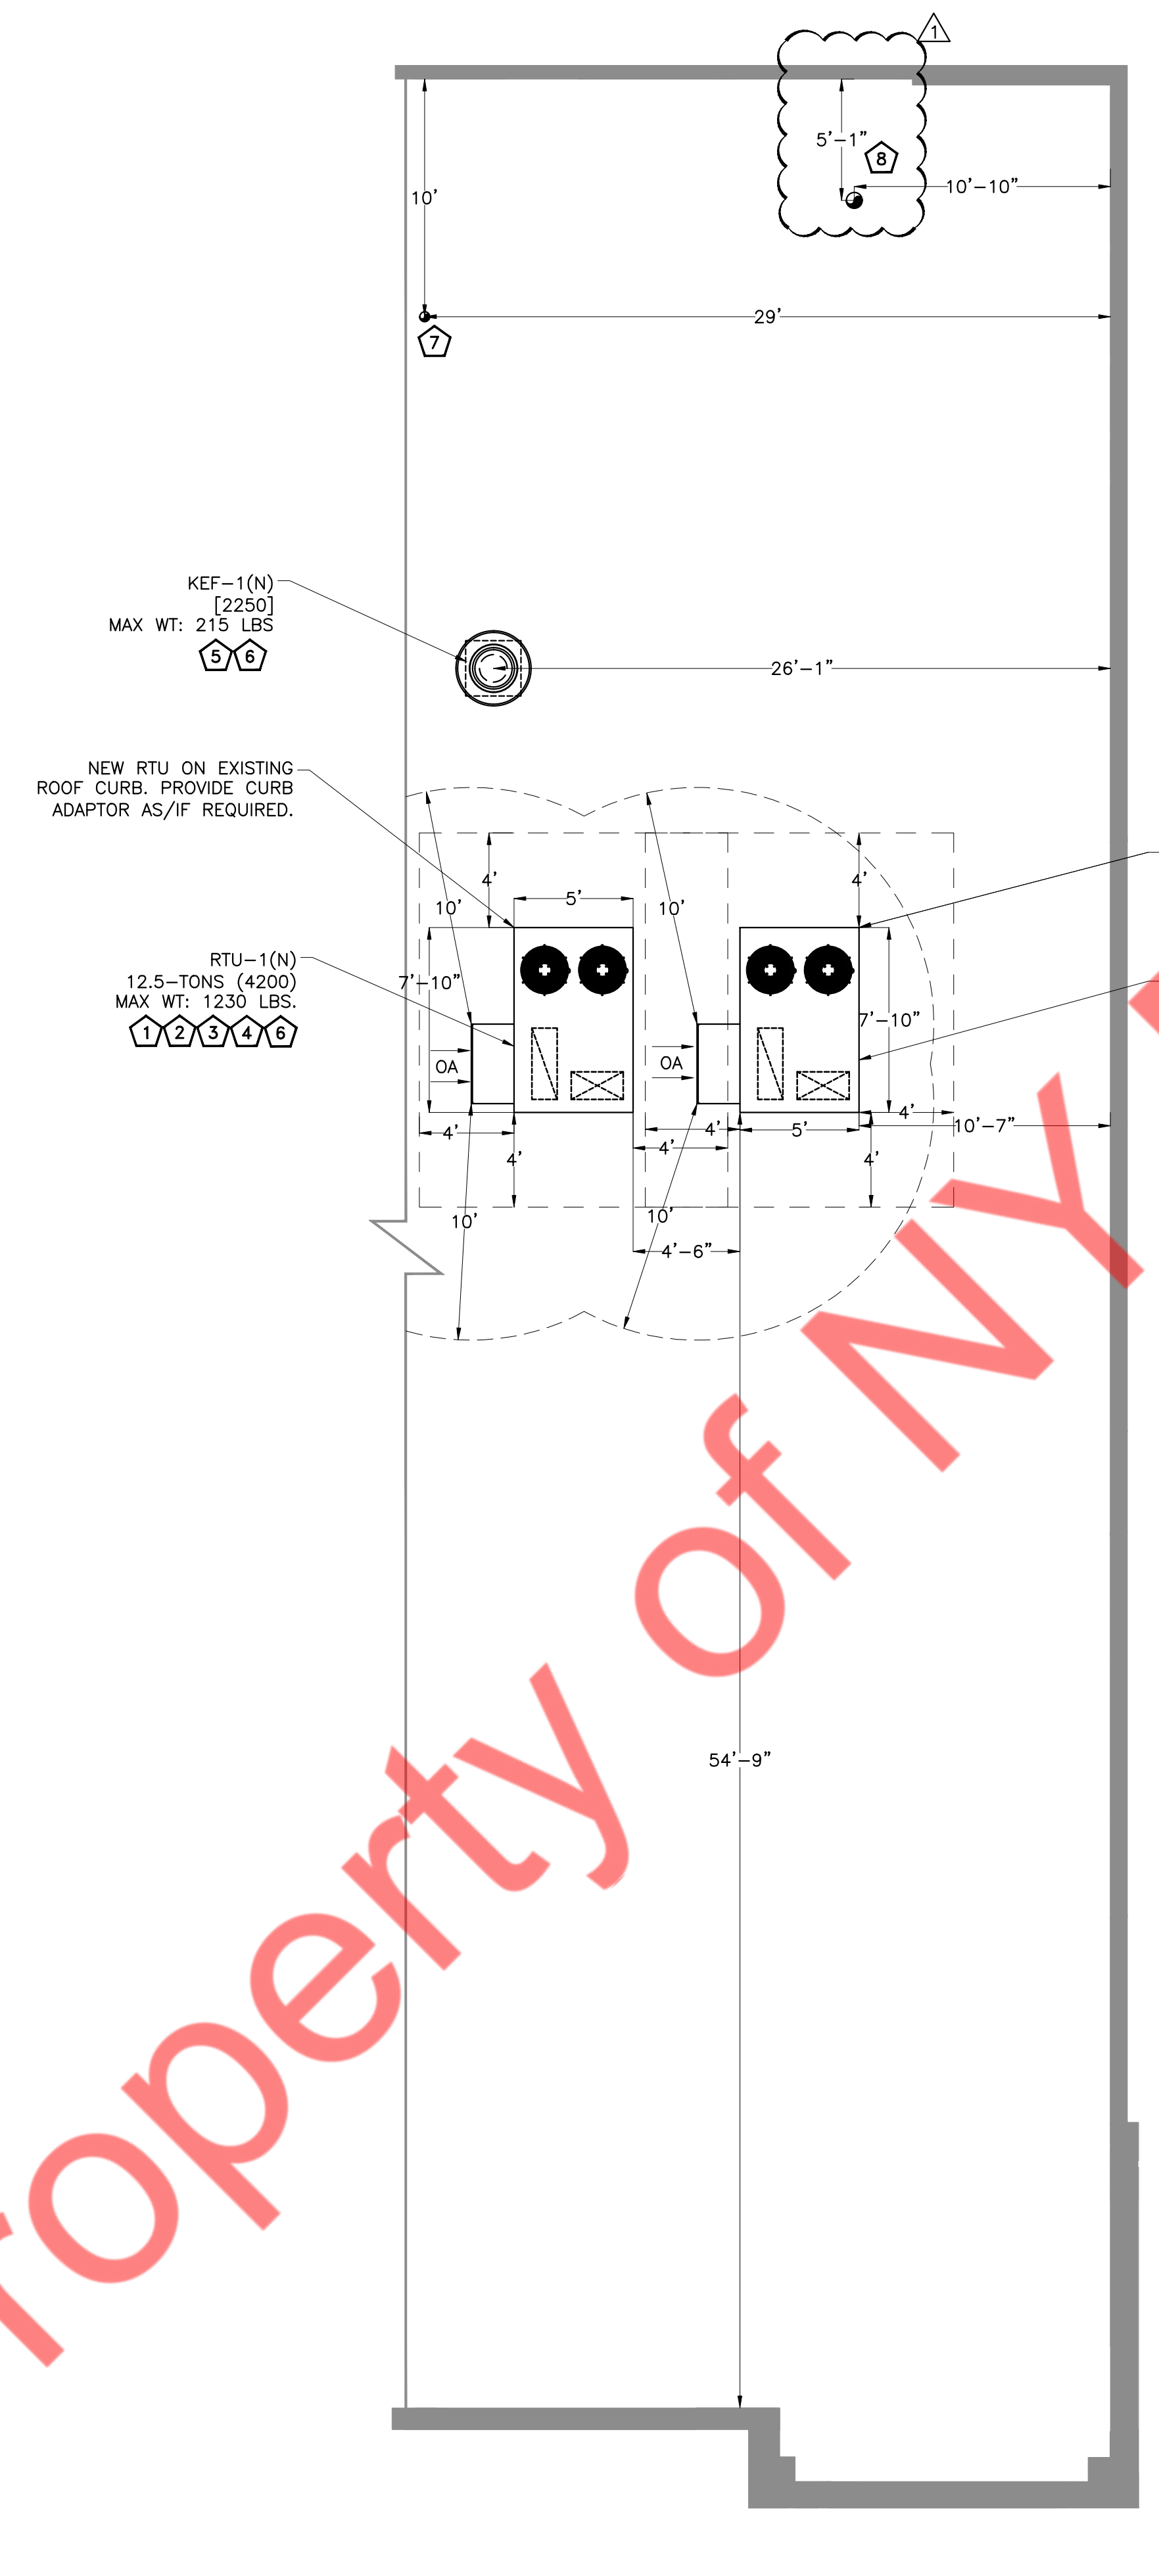 1
5'-1"
8
10'-10"
10'
29'
7
KEF-1(N)
[2250]
MAX WT: 215 LBS
5 6
26'-1"
NEW RTU ON EXISTING
ROOF CURB. PROVIDE CURB
ADAPTOR AS/IF REQUIRED.
4'
4'
5'
10'
10'
RTU-1(N)
12.5-TONS (4200)
MAX WT: 1230 LBS.
1 2 3 4 6
7'-10"
7'-10"
OA
OA
4'
4'
5'
4'
10'-7"
4'
4'
4'
10'
10'
4'-6"
54'-9"
roperty of NY